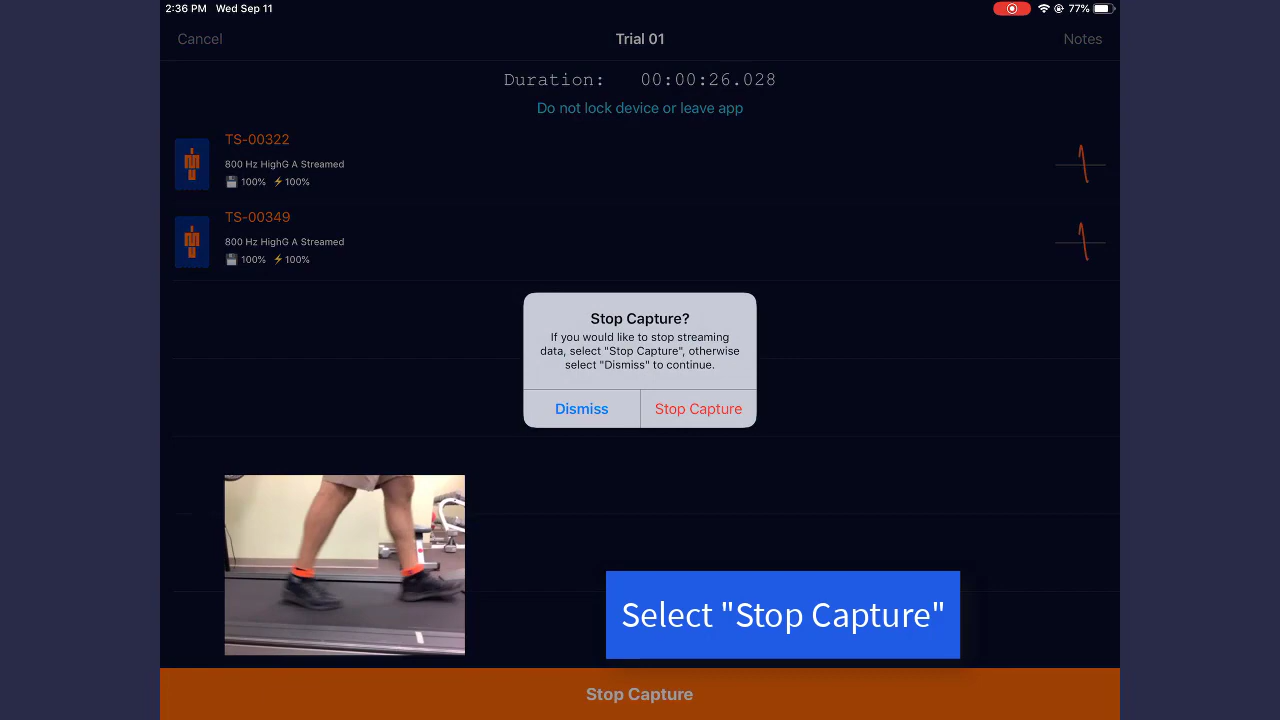 2:36 PM Wed Sep 11
77%
Cancel
Trial 01
Notes
Duration: 00:00:26.028
Do not lock device or leave app
TS-00322
800 Hz HighG A Streamed
100% 100%
TS-00349
800 Hz HighG A Streamed
100% 100%
Stop Capture?
If you would like to stop streaming
data, select "Stop Capture", otherwise
select "Dismiss" to continue.
Dismiss
Stop Capture
Select "Stop Capture"
Stop Capture